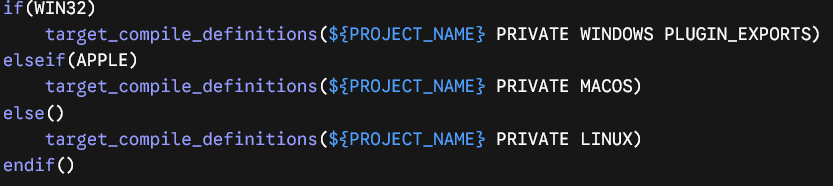 if(WIN32)
    target_compile_definitions(${PROJECT_NAME} PRIVATE WINDOWS PLUGIN_EXPORTS)
elseif(APPLE)
    target_compile_definitions(${PROJECT_NAME} PRIVATE MACOS)
else()
    target_compile_definitions(${PROJECT_NAME} PRIVATE LINUX)
endif()